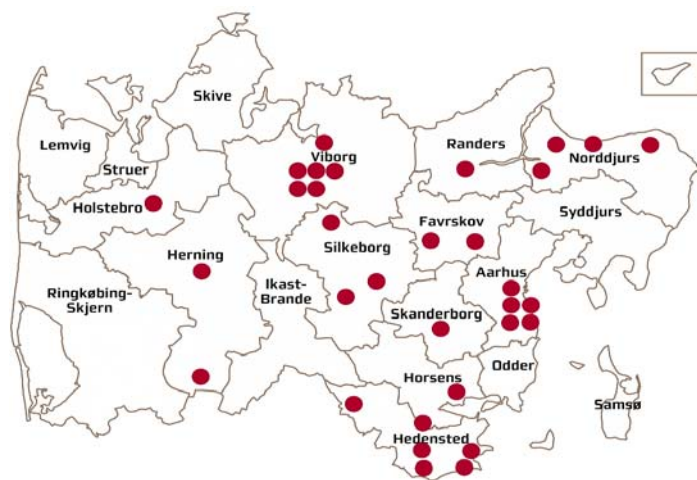 Skive
Lemvig
Struer
Viborg
Randers
Norddjurs
Holstebro
Favrskov
Syddjurs
Herning
Silkeborg
Aarhus
Ikast-
Brande
Ringkøbing-
Skjern
Skanderborg
Horsens
Odder
Samsø
Hedensted